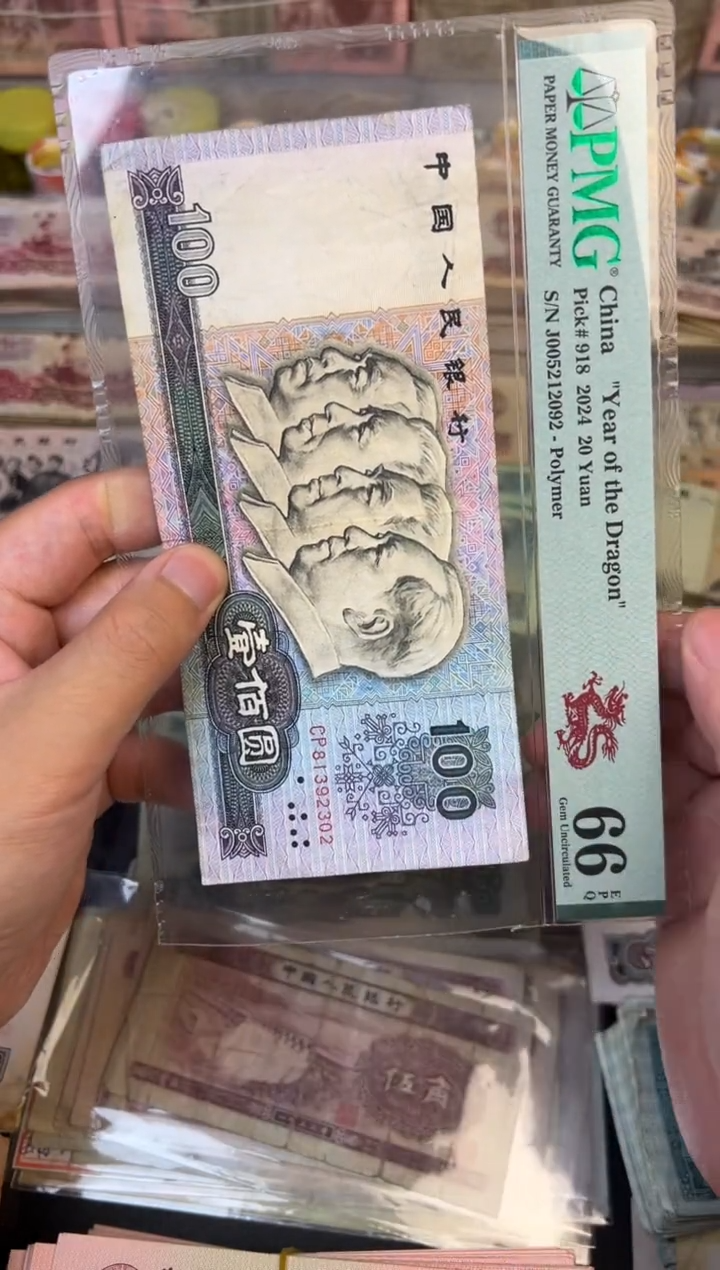 PMG®
PAPER MONEY GUARANTY
China "Year of the Dragon"
Pick# 918 2024 20 Yuan
S/N J005212092 - Polymer
66
EPQ
Gem Uncirculated
中国人民银行
100
壹佰圆
CP81392302
100
中國人民銀行
伍角